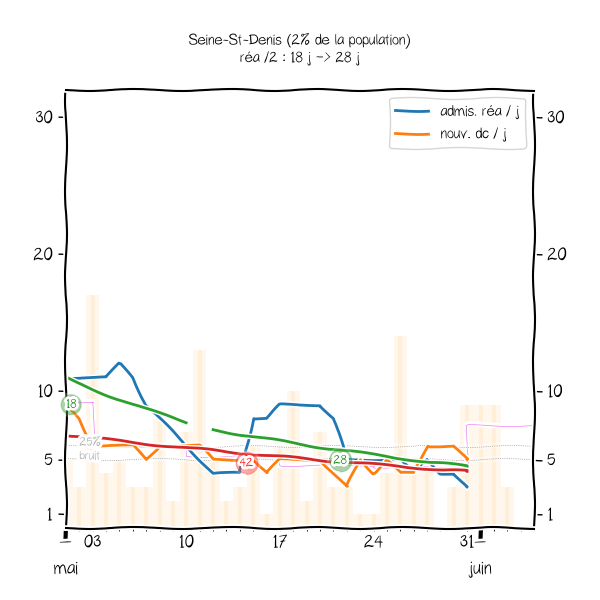 Seine-St-Denis (2% de la population)
réa /2 : 18 j -> 28 j
admis. réa / j
nouv. dc / j
30
30
20
20
10
10
18
25%
bruit
42
28
5
5
1
1
03
10
17
24
31
mai
juin